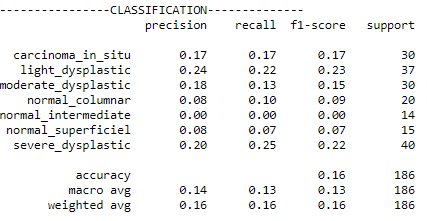 ----------------CLASSIFICATION--------------
precision recall f1-score support
carcinoma_in_situ 0.17 0.17 0.17 30
light_dysplastic 0.24 0.22 0.23 37
moderate_dysplastic 0.18 0.13 0.15 30
normal_columnar 0.08 0.10 0.09 20
normal_intermediate 0.00 0.00 0.00 14
normal_superficiel 0.08 0.07 0.07 15
severe_dysplastic 0.20 0.25 0.22 40
accuracy 0.16 186
macro avg 0.14 0.13 0.13 186
weighted avg 0.16 0.16 0.16 186